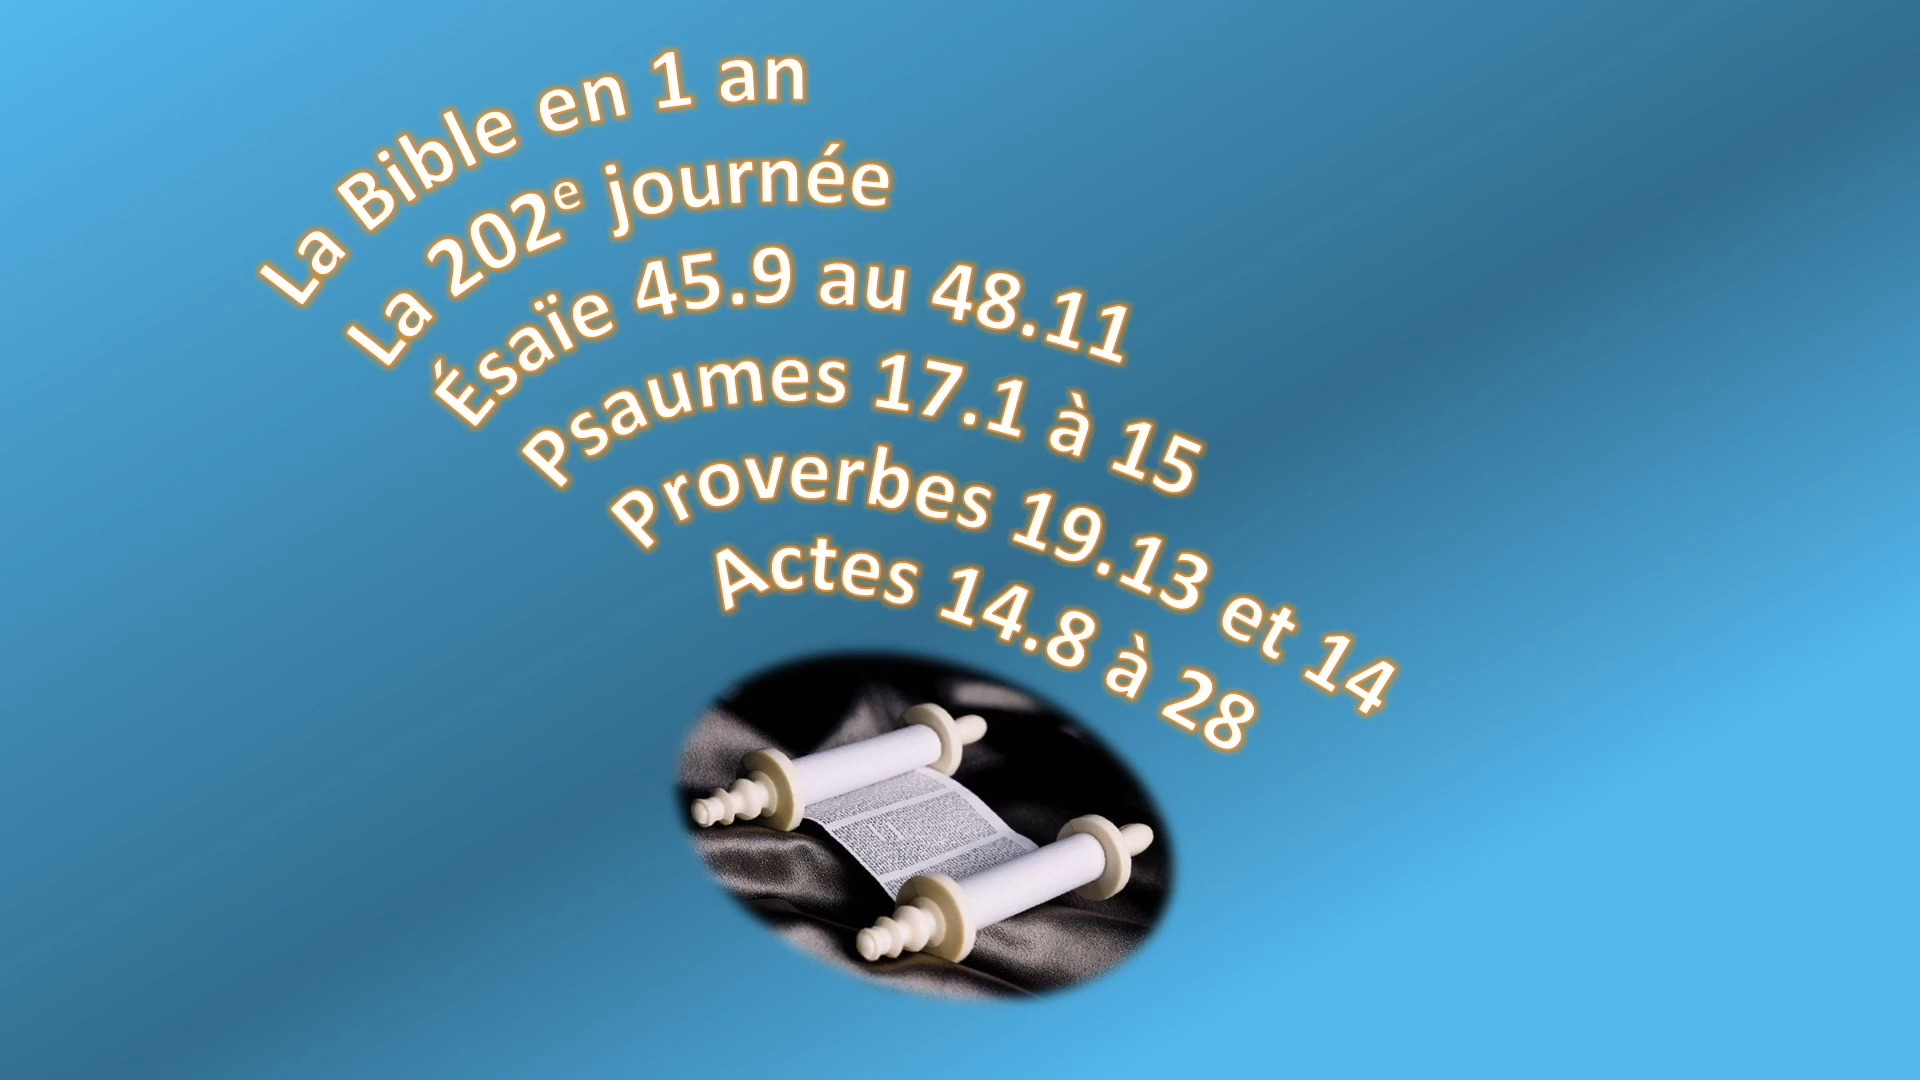 La Bible en 1 an
La 202e journée
Ésaïe 45.9 au 48.11
Psaumes 17.1 à 15
Proverbes 19.13 et 14
Actes 14.8 à 28